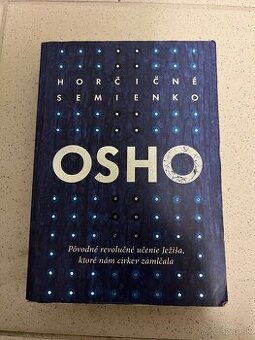 HORČIČNÉ
SEMIENKO
OSHO
Pôvodné revolučné učenie Ježiša,
ktoré nám cirkev zamlčala